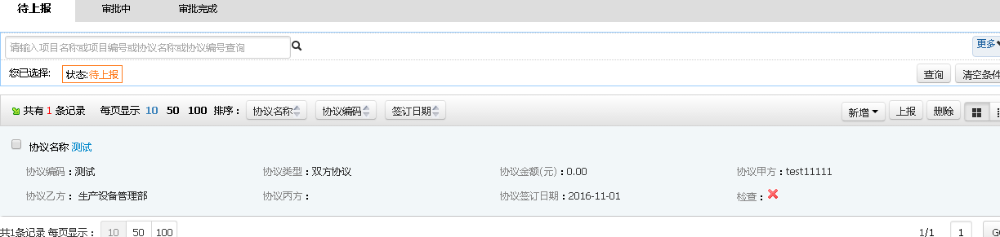 待上报 审批中 审批完成
请输入项目名称或项目编号或协议名称或协议编号查询 更多
您已选择: 状态:待上报 查询 清空条件
共有 1 条记录 每页显示 10 50 100 排序： 协议名称 协议编码 签订日期 新增 上报 删除
协议名称 测试
协议编码：测试 协议类型：双方协议 协议金额(元)：0.00 协议甲方：test11111
协议乙方： 生产设备管理部 协议丙方： 协议签订日期：2016-11-01 检查：
共1条记录 每页显示： 10 50 100 1/1 1